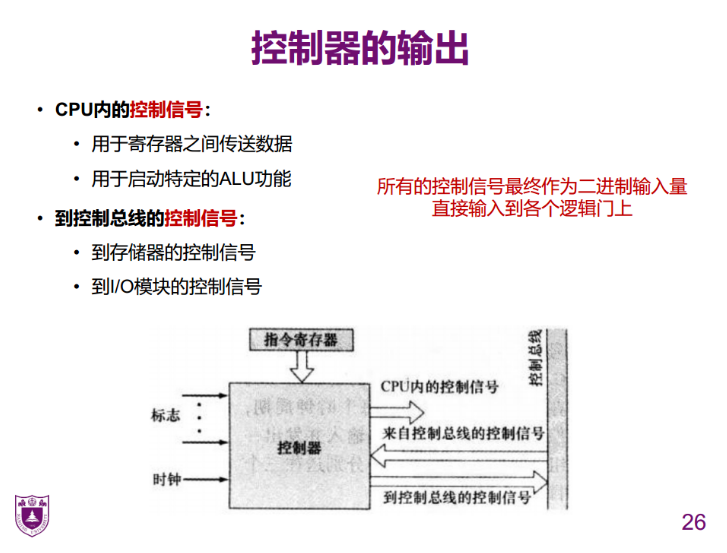 控制器的输出
• CPU内的控制信号：
• 用于寄存器之间传送数据
• 用于启动特定的ALU功能
• 到控制总线的控制信号：
• 到存储器的控制信号
• 到I/O模块的控制信号
所有的控制信号最终作为二进制输入量
直接输入到各个逻辑门上
指令寄存器
控制总线
CPU内的控制信号
标志
来自控制总线的控制信号
控制器
时钟
到控制总线的控制信号
26